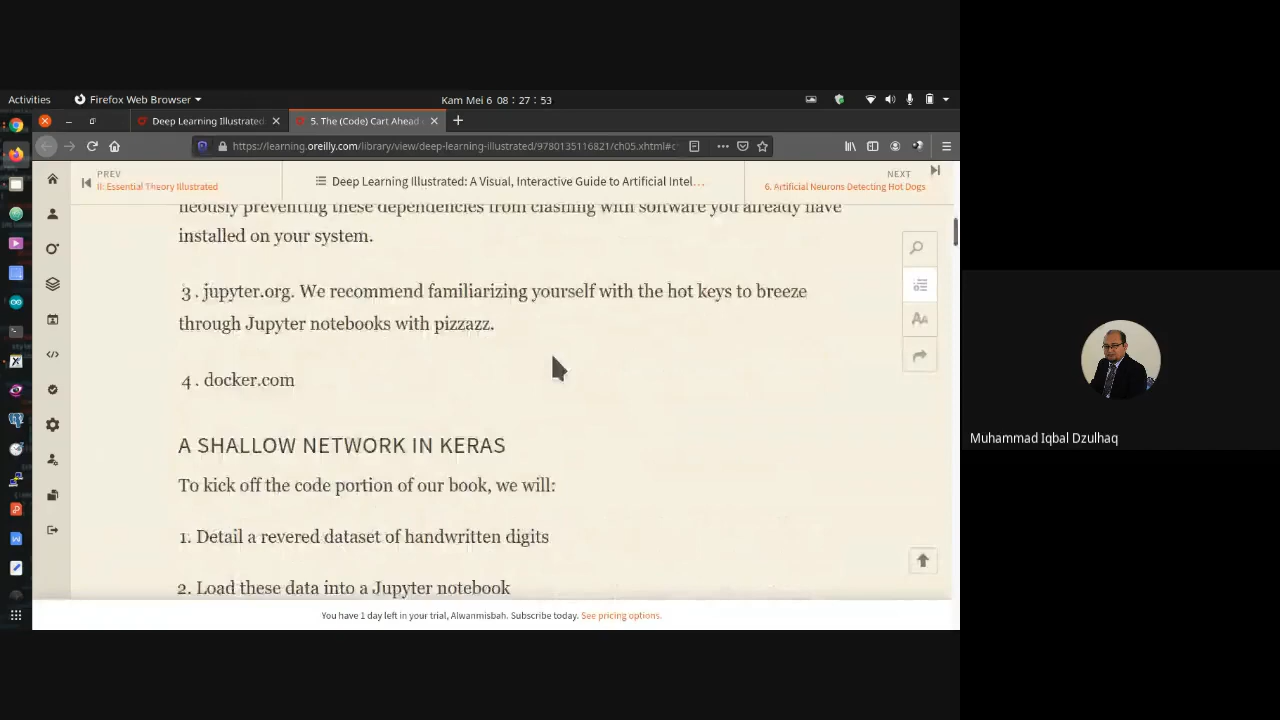 Activities
Firefox Web Browser
Kam Mei 6 08 : 27 : 53
Deep Learning Illustrated
5. The (Code) Cart Ahead
https://learning.oreilly.com/library/view/deep-learning-illustrated/9780135116821/ch05.xhtml#c
PREV
II: Essential Theory Illustrated
Deep Learning Illustrated: A Visual, Interactive Guide to Artificial Intel...
NEXT
6. Artificial Neurons Detecting Hot Dogs
neously preventing these dependencies from clashing with software you already have
installed on your system.
3 . jupyter.org. We recommend familiarizing yourself with the hot keys to breeze
through Jupyter notebooks with pizzazz.
4 . docker.com
A SHALLOW NETWORK IN KERAS
To kick off the code portion of our book, we will:
1. Detail a revered dataset of handwritten digits
2. Load these data into a Jupyter notebook
You have 1 day left in your trial, Alwanmisbah. Subscribe today. See pricing options.
Muhammad Iqbal Dzulhaq